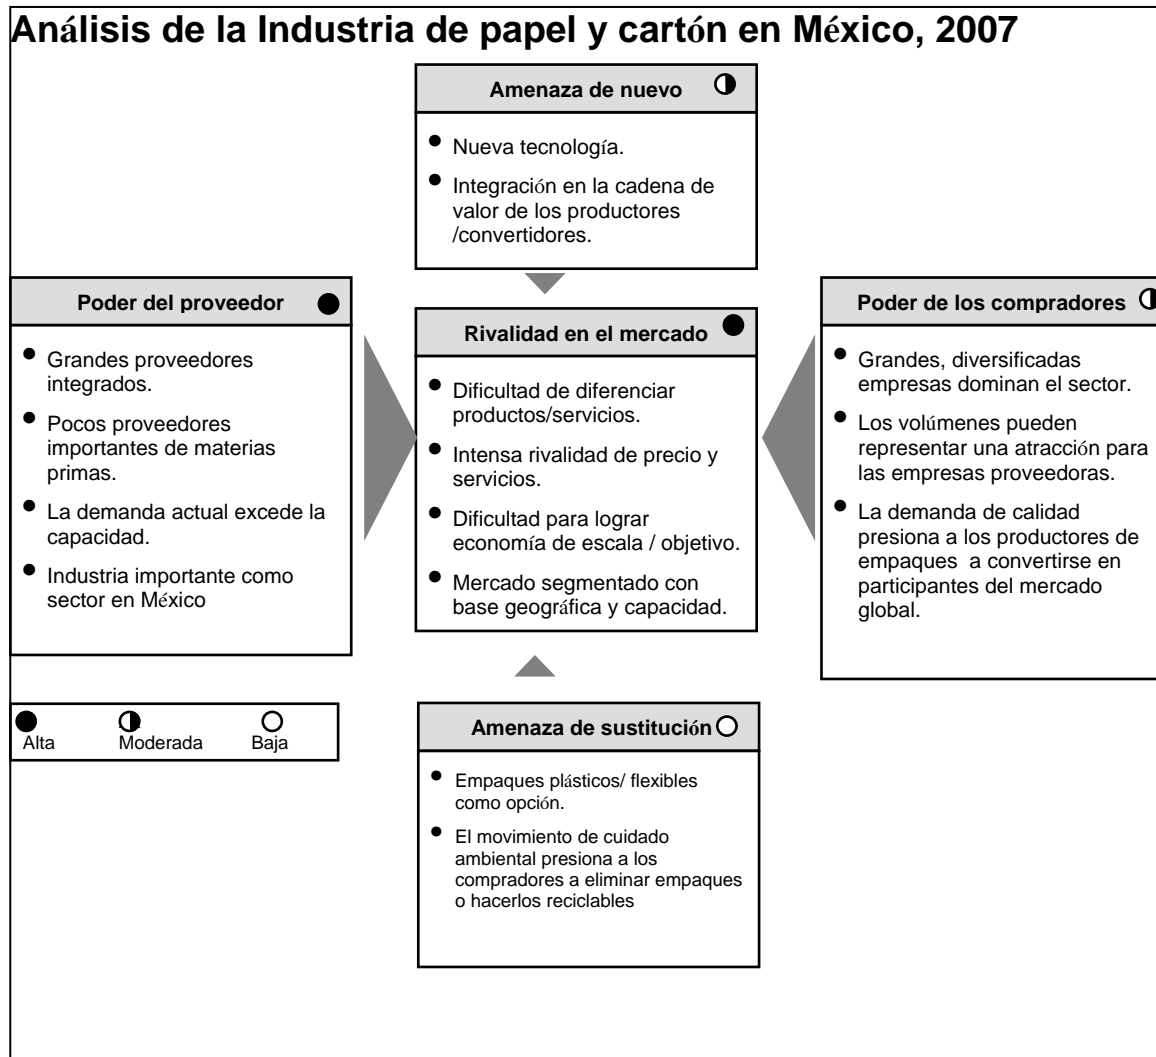 Análisis de la Industria de papel y cartón en México, 2007
Amenaza de nuevo
Nueva tecnología.
Integración en la cadena de
valor de los productores
/convertidores.
Poder del proveedor
Grandes proveedores
integrados.
Pocos proveedores
importantes de materias
primas.
La demanda actual excede la
capacidad.
Industria importante como
sector en México
Rivalidad en el mercado
Dificultad de diferenciar
productos/servicios.
Intensa rivalidad de precio y
servicios.
Dificultad para lograr
economía de escala / objetivo.
Mercado segmentado con
base geográfica y capacidad.
Poder de los compradores
Grandes, diversificadas
empresas dominan el sector.
Los volúmenes pueden
representar una atracción para
las empresas proveedoras.
La demanda de calidad
presiona a los productores de
empaques a convertirse en
participantes del mercado
global.
Alta Moderada Baja
Amenaza de sustitución
Empaques plásticos/ flexibles
como opción.
El movimiento de cuidado
ambiental presiona a los
compradores a eliminar empaques
o hacerlos reciclables